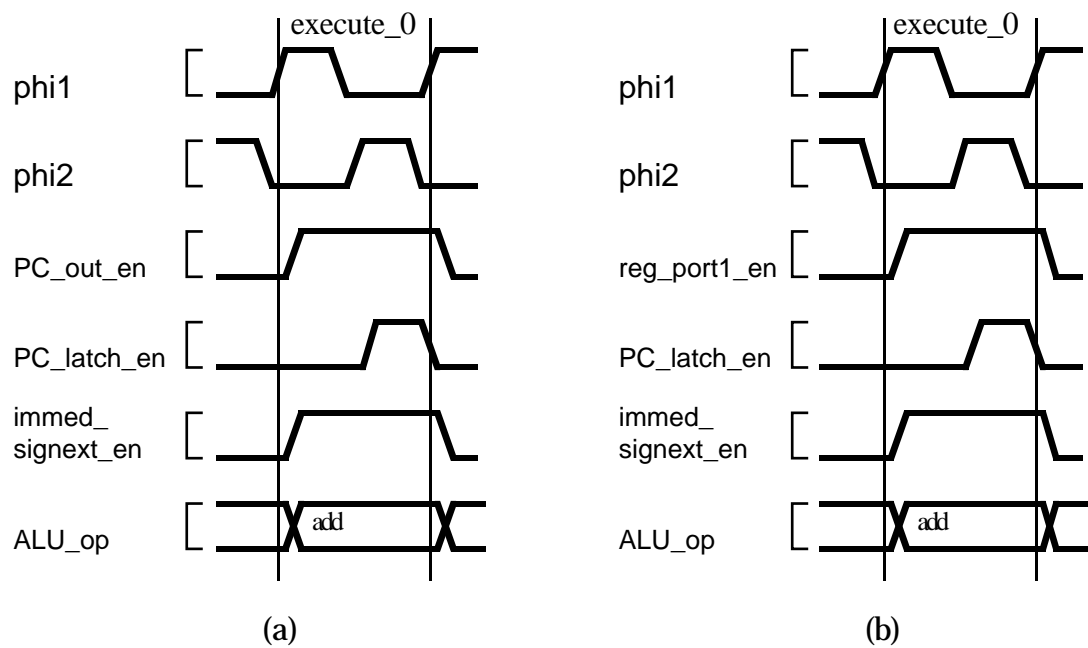 execute_0
phi1
phi2
PC_out_en
PC_latch_en
immed_
signext_en
ALU_op
add
(a)
execute_0
phi1
phi2
reg_port1_en
PC_latch_en
immed_
signext_en
ALU_op
add
(b)